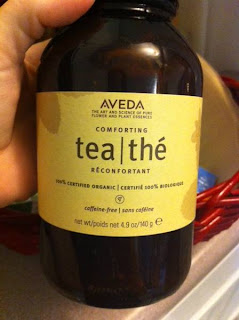 AVEDA
THE ART AND SCIENCE OF PURE
FLOWER AND PLANT ESSENCES
COMFORTING
tea|thé
RÉCONFORTANT
100% CERTIFIED ORGANIC | CERTIFIÉ 100% BIOLOGIQUE
caffeine-free | sans caféine
net wt/poids net 4.9 oz/140 g ℮